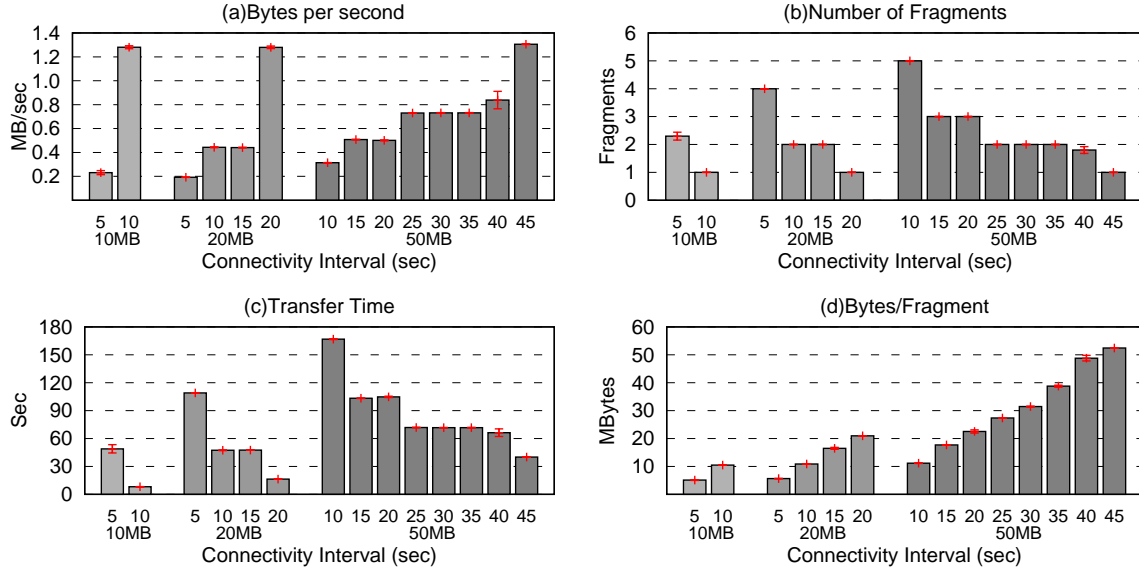 (a)Bytes per second
MB/sec
1.4
1.2
1.0
0.8
0.6
0.4
0.2
5 10 5 10 15 20 10 15 20 25 30 35 40 45
10MB 20MB 50MB
Connectivity Interval (sec)
(b)Number of Fragments
Fragments
6
5
4
3
2
1
0
5 10 5 10 15 20 10 15 20 25 30 35 40 45
10MB 20MB 50MB
Connectivity Interval (sec)
(c)Transfer Time
Sec
180
150
120
90
60
30
0
5 10 5 10 15 20 10 15 20 25 30 35 40 45
10MB 20MB 50MB
Connectivity Interval (sec)
(d)Bytes/Fragment
MBytes
60
50
40
30
20
10
5 10 5 10 15 20 10 15 20 25 30 35 40 45
10MB 20MB 50MB
Connectivity Interval (sec)